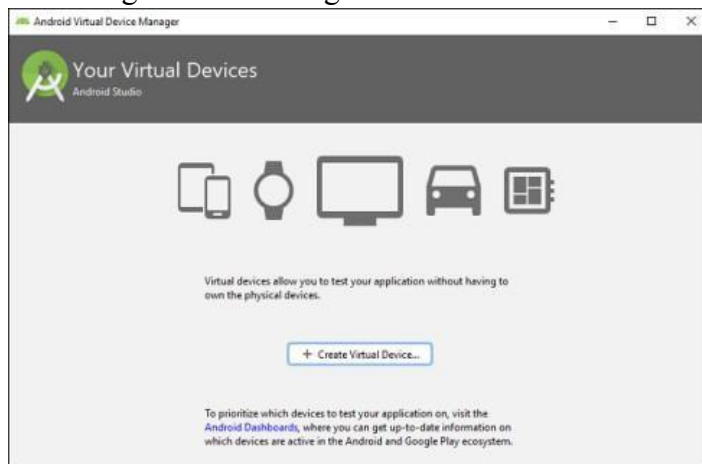 Android Virtual Device Manager
Your Virtual Devices
Android Studio
Virtual devices allow you to test your application without having to
own the physical devices.
+ Create Virtual Device...
To prioritize which devices to test your application on, visit the
Android Dashboards, where you can get up-to-date information on
which devices are active in the Android and Google Play ecosystem.